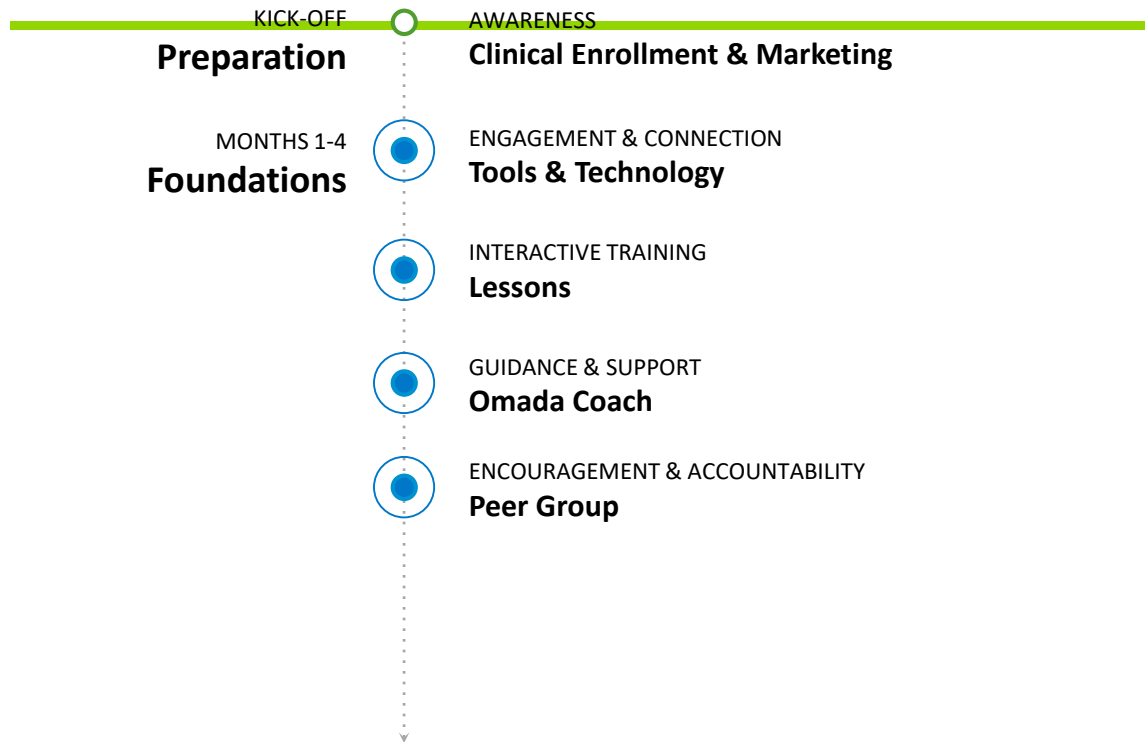 KICK-OFF
Preparation
AWARENESS
Clinical Enrollment & Marketing
MONTHS 1-4
Foundations
ENGAGEMENT & CONNECTION
Tools & Technology
INTERACTIVE TRAINING
Lessons
GUIDANCE & SUPPORT
Omada Coach
ENCOURAGEMENT & ACCOUNTABILITY
Peer Group